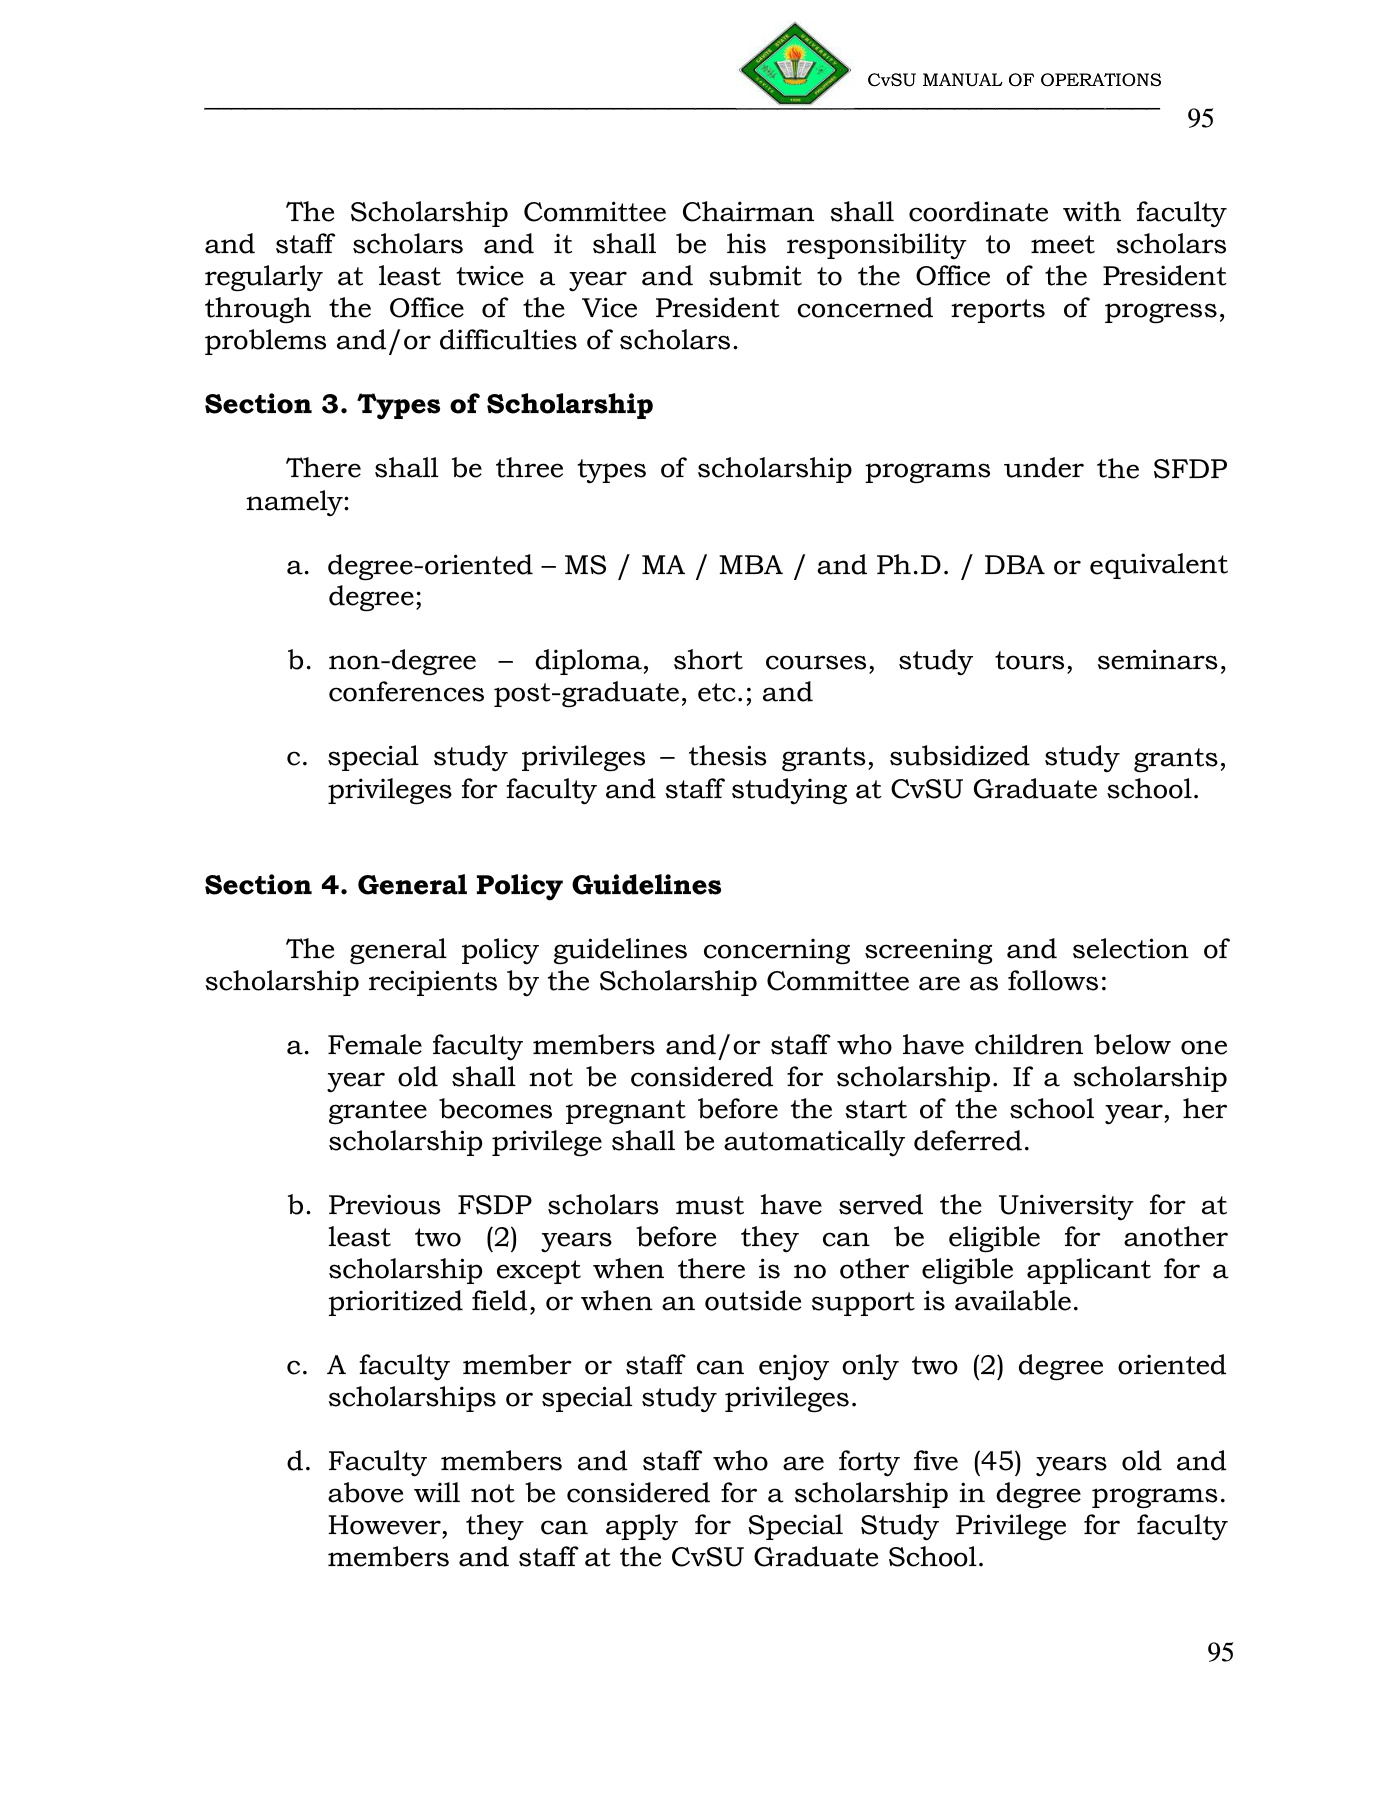 CvSU MANUAL OF OPERATIONS
95
The Scholarship Committee Chairman shall coordinate with faculty
and staff scholars and it shall be his responsibility to meet scholars
regularly at least twice a year and submit to the Office of the President
through the Office of the Vice President concerned reports of progress,
problems and/or difficulties of scholars.
Section 3. Types of Scholarship
There shall be three types of scholarship programs under the SFDP
namely:
a. degree-oriented – MS / MA / MBA / and Ph.D. / DBA or equivalent
degree;
b. non-degree – diploma, short courses, study tours, seminars,
conferences post-graduate, etc.; and
c. special study privileges – thesis grants, subsidized study grants,
privileges for faculty and staff studying at CvSU Graduate school.
Section 4. General Policy Guidelines
The general policy guidelines concerning screening and selection of
scholarship recipients by the Scholarship Committee are as follows:
a. Female faculty members and/or staff who have children below one
year old shall not be considered for scholarship. If a scholarship
grantee becomes pregnant before the start of the school year, her
scholarship privilege shall be automatically deferred.
b. Previous FSDP scholars must have served the University for at
least two (2) years before they can be eligible for another
scholarship except when there is no other eligible applicant for a
prioritized field, or when an outside support is available.
c. A faculty member or staff can enjoy only two (2) degree oriented
scholarships or special study privileges.
d. Faculty members and staff who are forty five (45) years old and
above will not be considered for a scholarship in degree programs.
However, they can apply for Special Study Privilege for faculty
members and staff at the CvSU Graduate School.
95